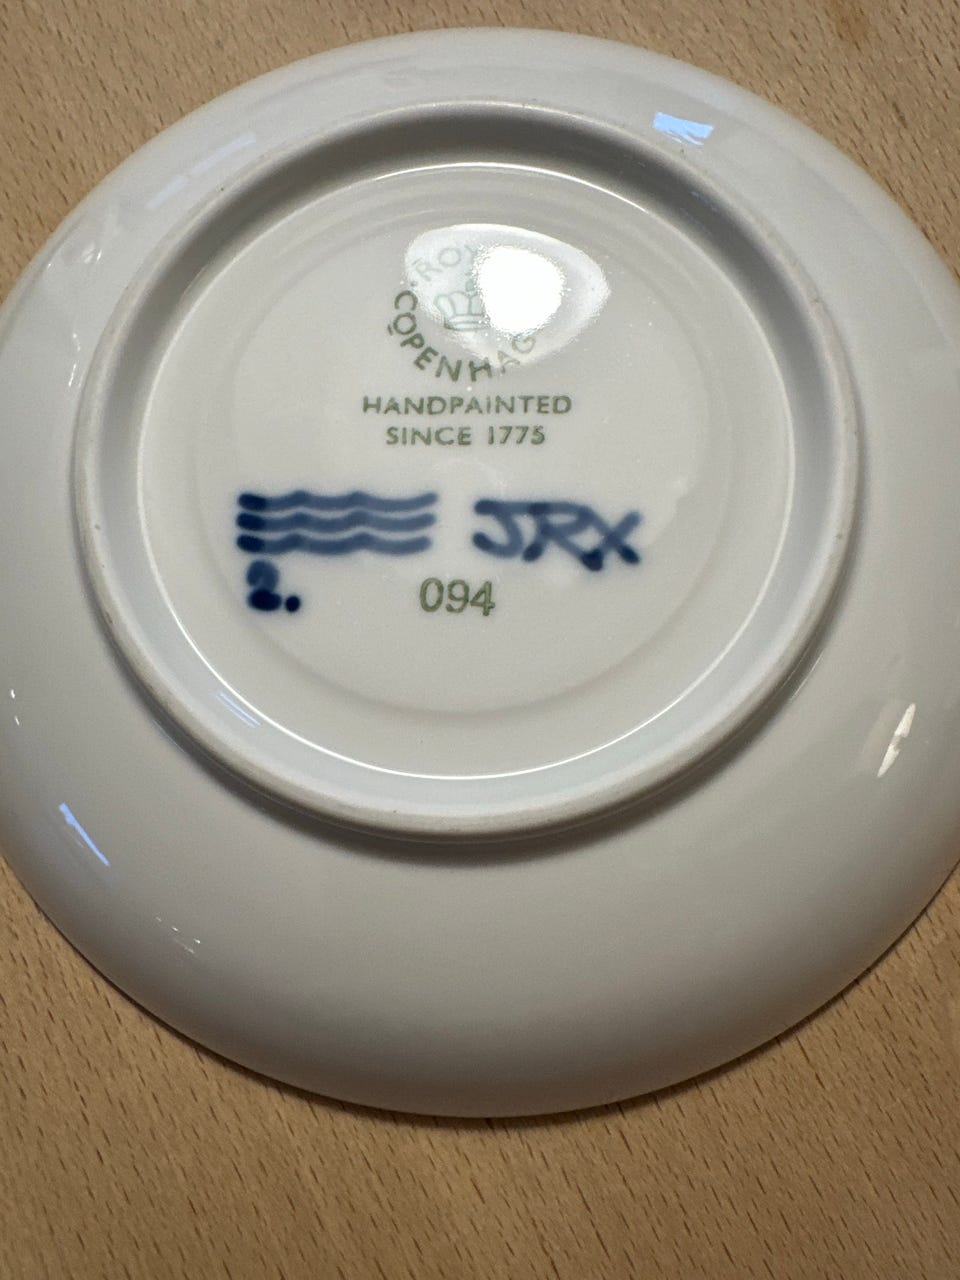 COPENHAG
HANDPAINTED
SINCE 1775
JRX
2.
094